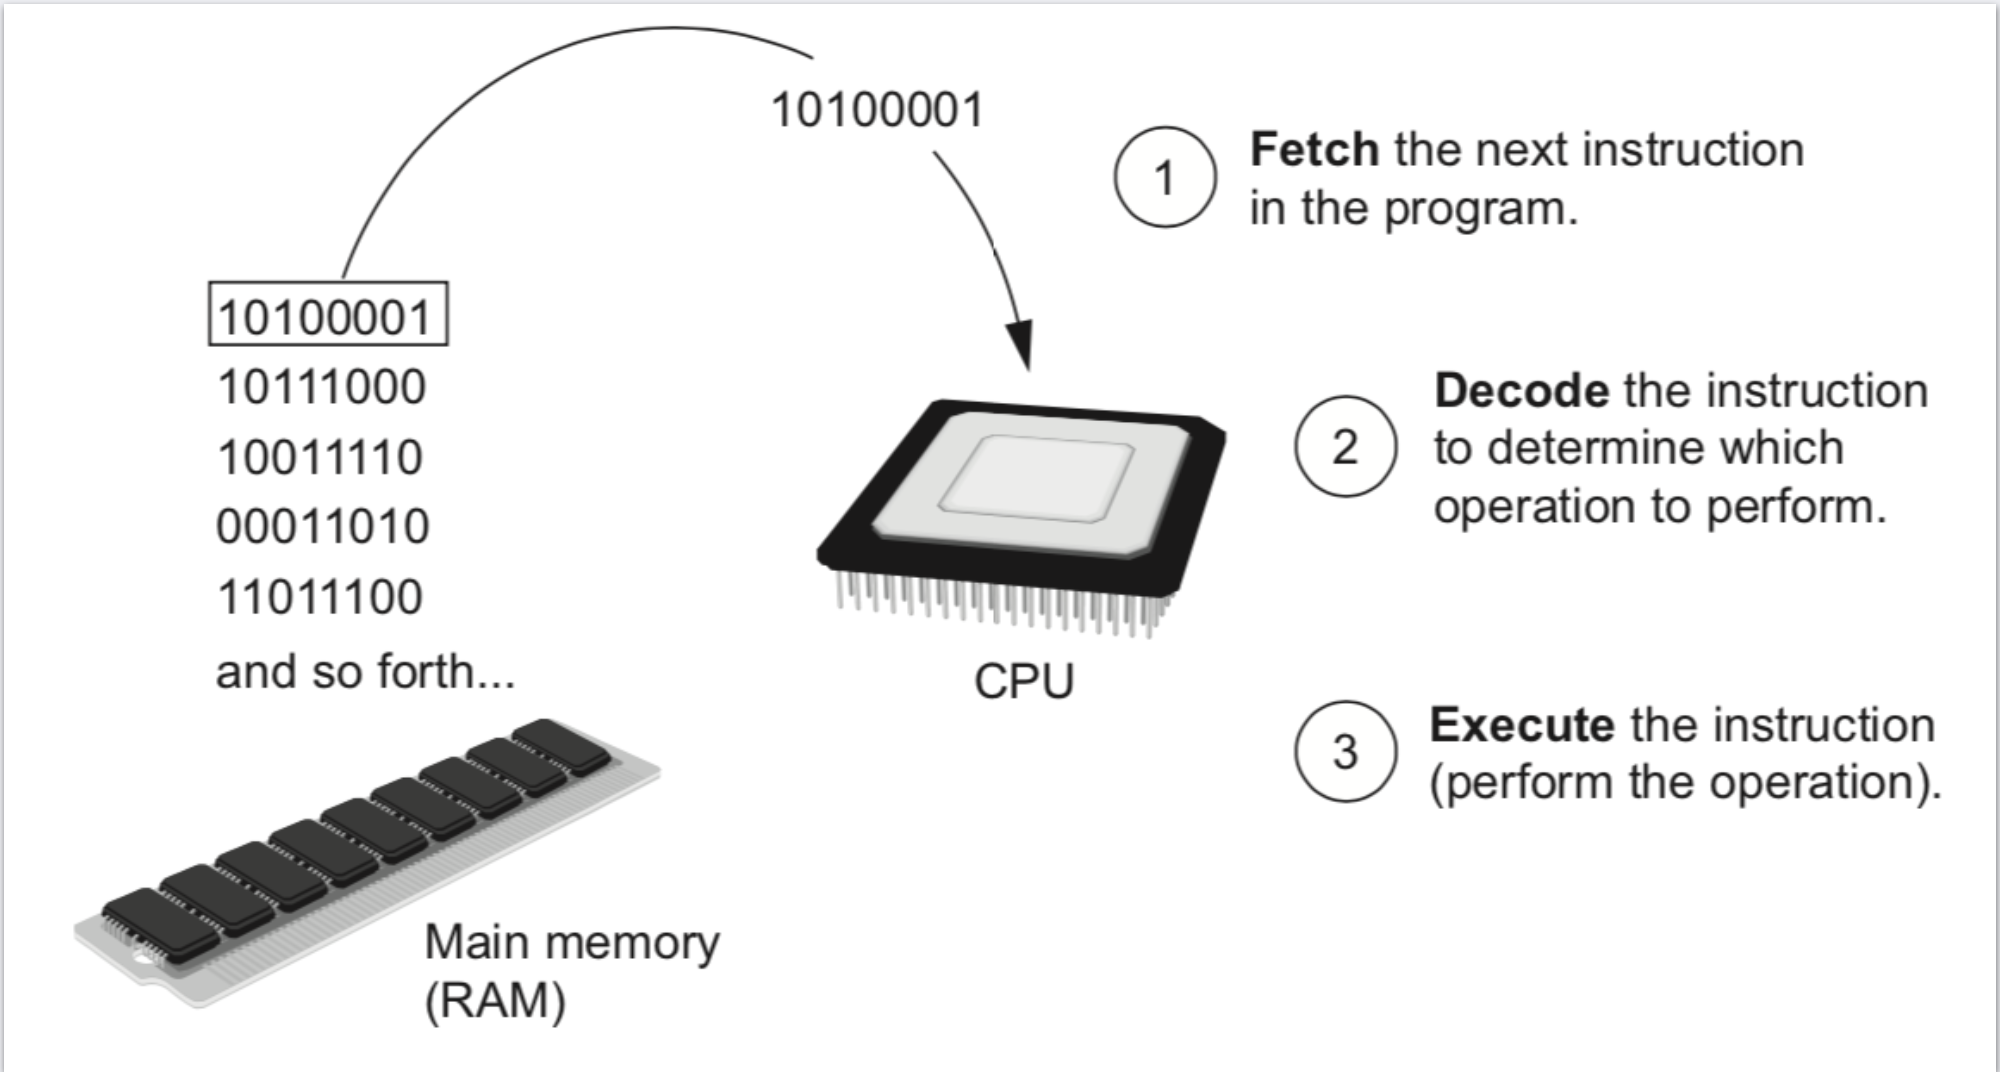 10100001
1
Fetch the next instruction
in the program.
10100001
10111000
10011110
00011010
11011100
and so forth...
CPU
2
Decode the instruction
to determine which
operation to perform.
3
Execute the instruction
(perform the operation).
Main memory
(RAM)